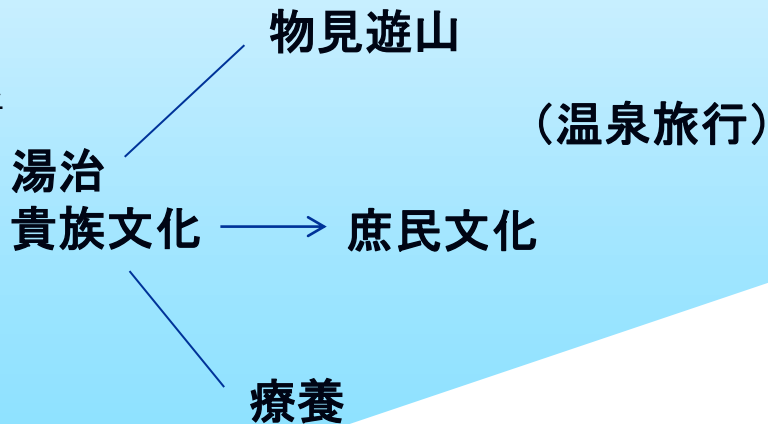 物見遊山
(温泉旅行)
湯治
貴族文化
庶民文化
療養